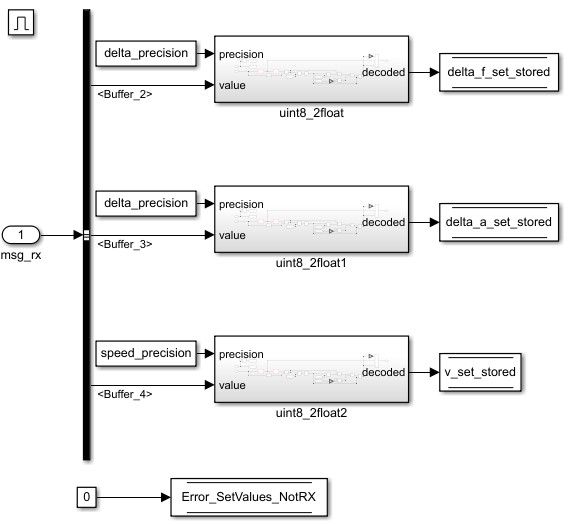 delta_precision
precision
value
decoded
<Buffer_2>
uint8_2float
delta_f_set_stored
delta_precision
precision
value
decoded
<Buffer_3>
uint8_2float1
delta_a_set_stored
1
msg_rx
speed_precision
precision
value
decoded
<Buffer_4>
uint8_2float2
v_set_stored
0
Error_SetValues_NotRX